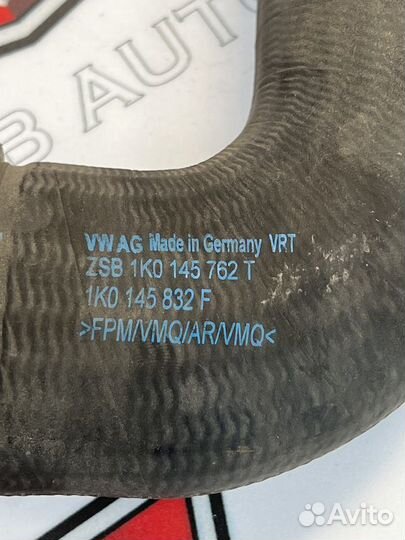 B AUTO
VW AG Made in Germany VRT
ZSB 1K0 145 762 T
1K0 145 832 F
>FPM/VMQ/AR/VMQ<
Avito